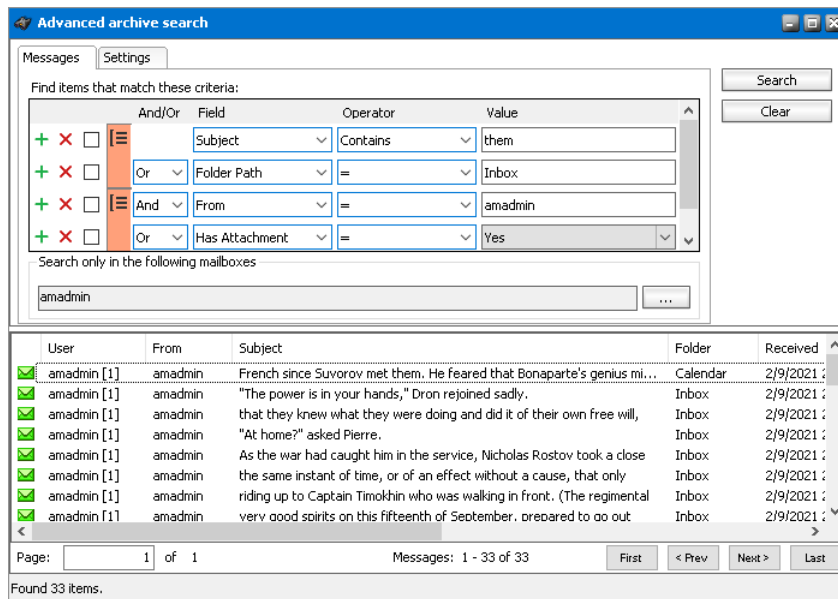 Advanced archive search
Messages Settings
Find items that match these criteria:
Search
Clear
And/Or Field Operator Value
Subject Contains them
Or Folder Path = Inbox
And From = amadmin
Or Has Attachment = Yes
Search only in the following mailboxes
amadmin ...
User From Subject Folder Received
amadmin [1] amadmin French since Suvorov met them. He feared that Bonaparte's genius mi... Calendar 2/9/2021
amadmin [1] amadmin "The power is in your hands," Dron rejoined sadly. Inbox 2/9/2021
amadmin [1] amadmin that they knew what they were doing and did it of their own free will, Inbox 2/9/2021
amadmin [1] amadmin "At home?" asked Pierre. Inbox 2/9/2021
amadmin [1] amadmin As the war had caught him in the service, Nicholas Rostov took a close Inbox 2/9/2021
amadmin [1] amadmin the same instant of time, or of an effect without a cause, that only Inbox 2/9/2021
amadmin [1] amadmin riding up to Captain Timokhin who was walking in front. (The regimental Inbox 2/9/2021
amadmin [1] amadmin very good spirits on this fifteenth of September, prepared to go out Inbox 2/9/2021
Page: 1 of 1 Messages: 1 - 33 of 33 First < Prev Next > Last
Found 33 items.